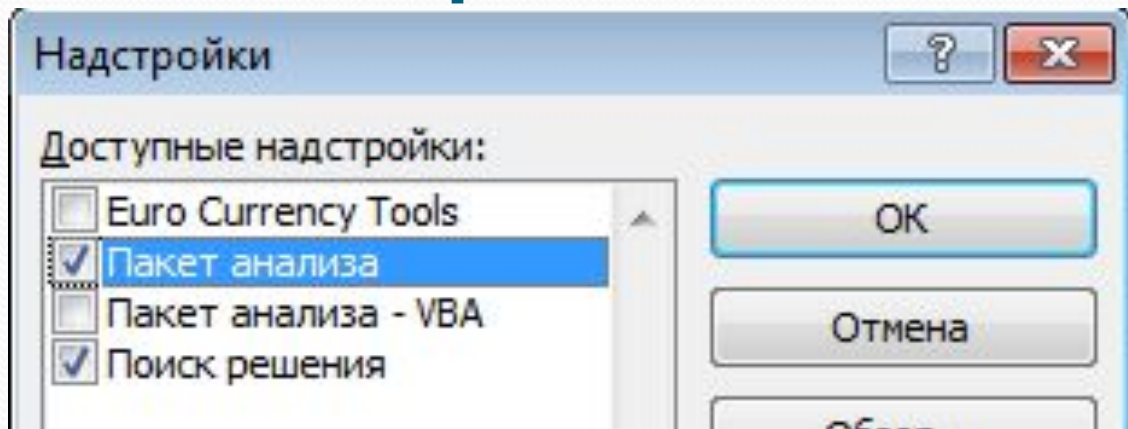 Надстройки
Доступные надстройки:
Euro Currency Tools
Пакет анализа
Пакет анализа - VBA
Поиск решения
OK
Отмена